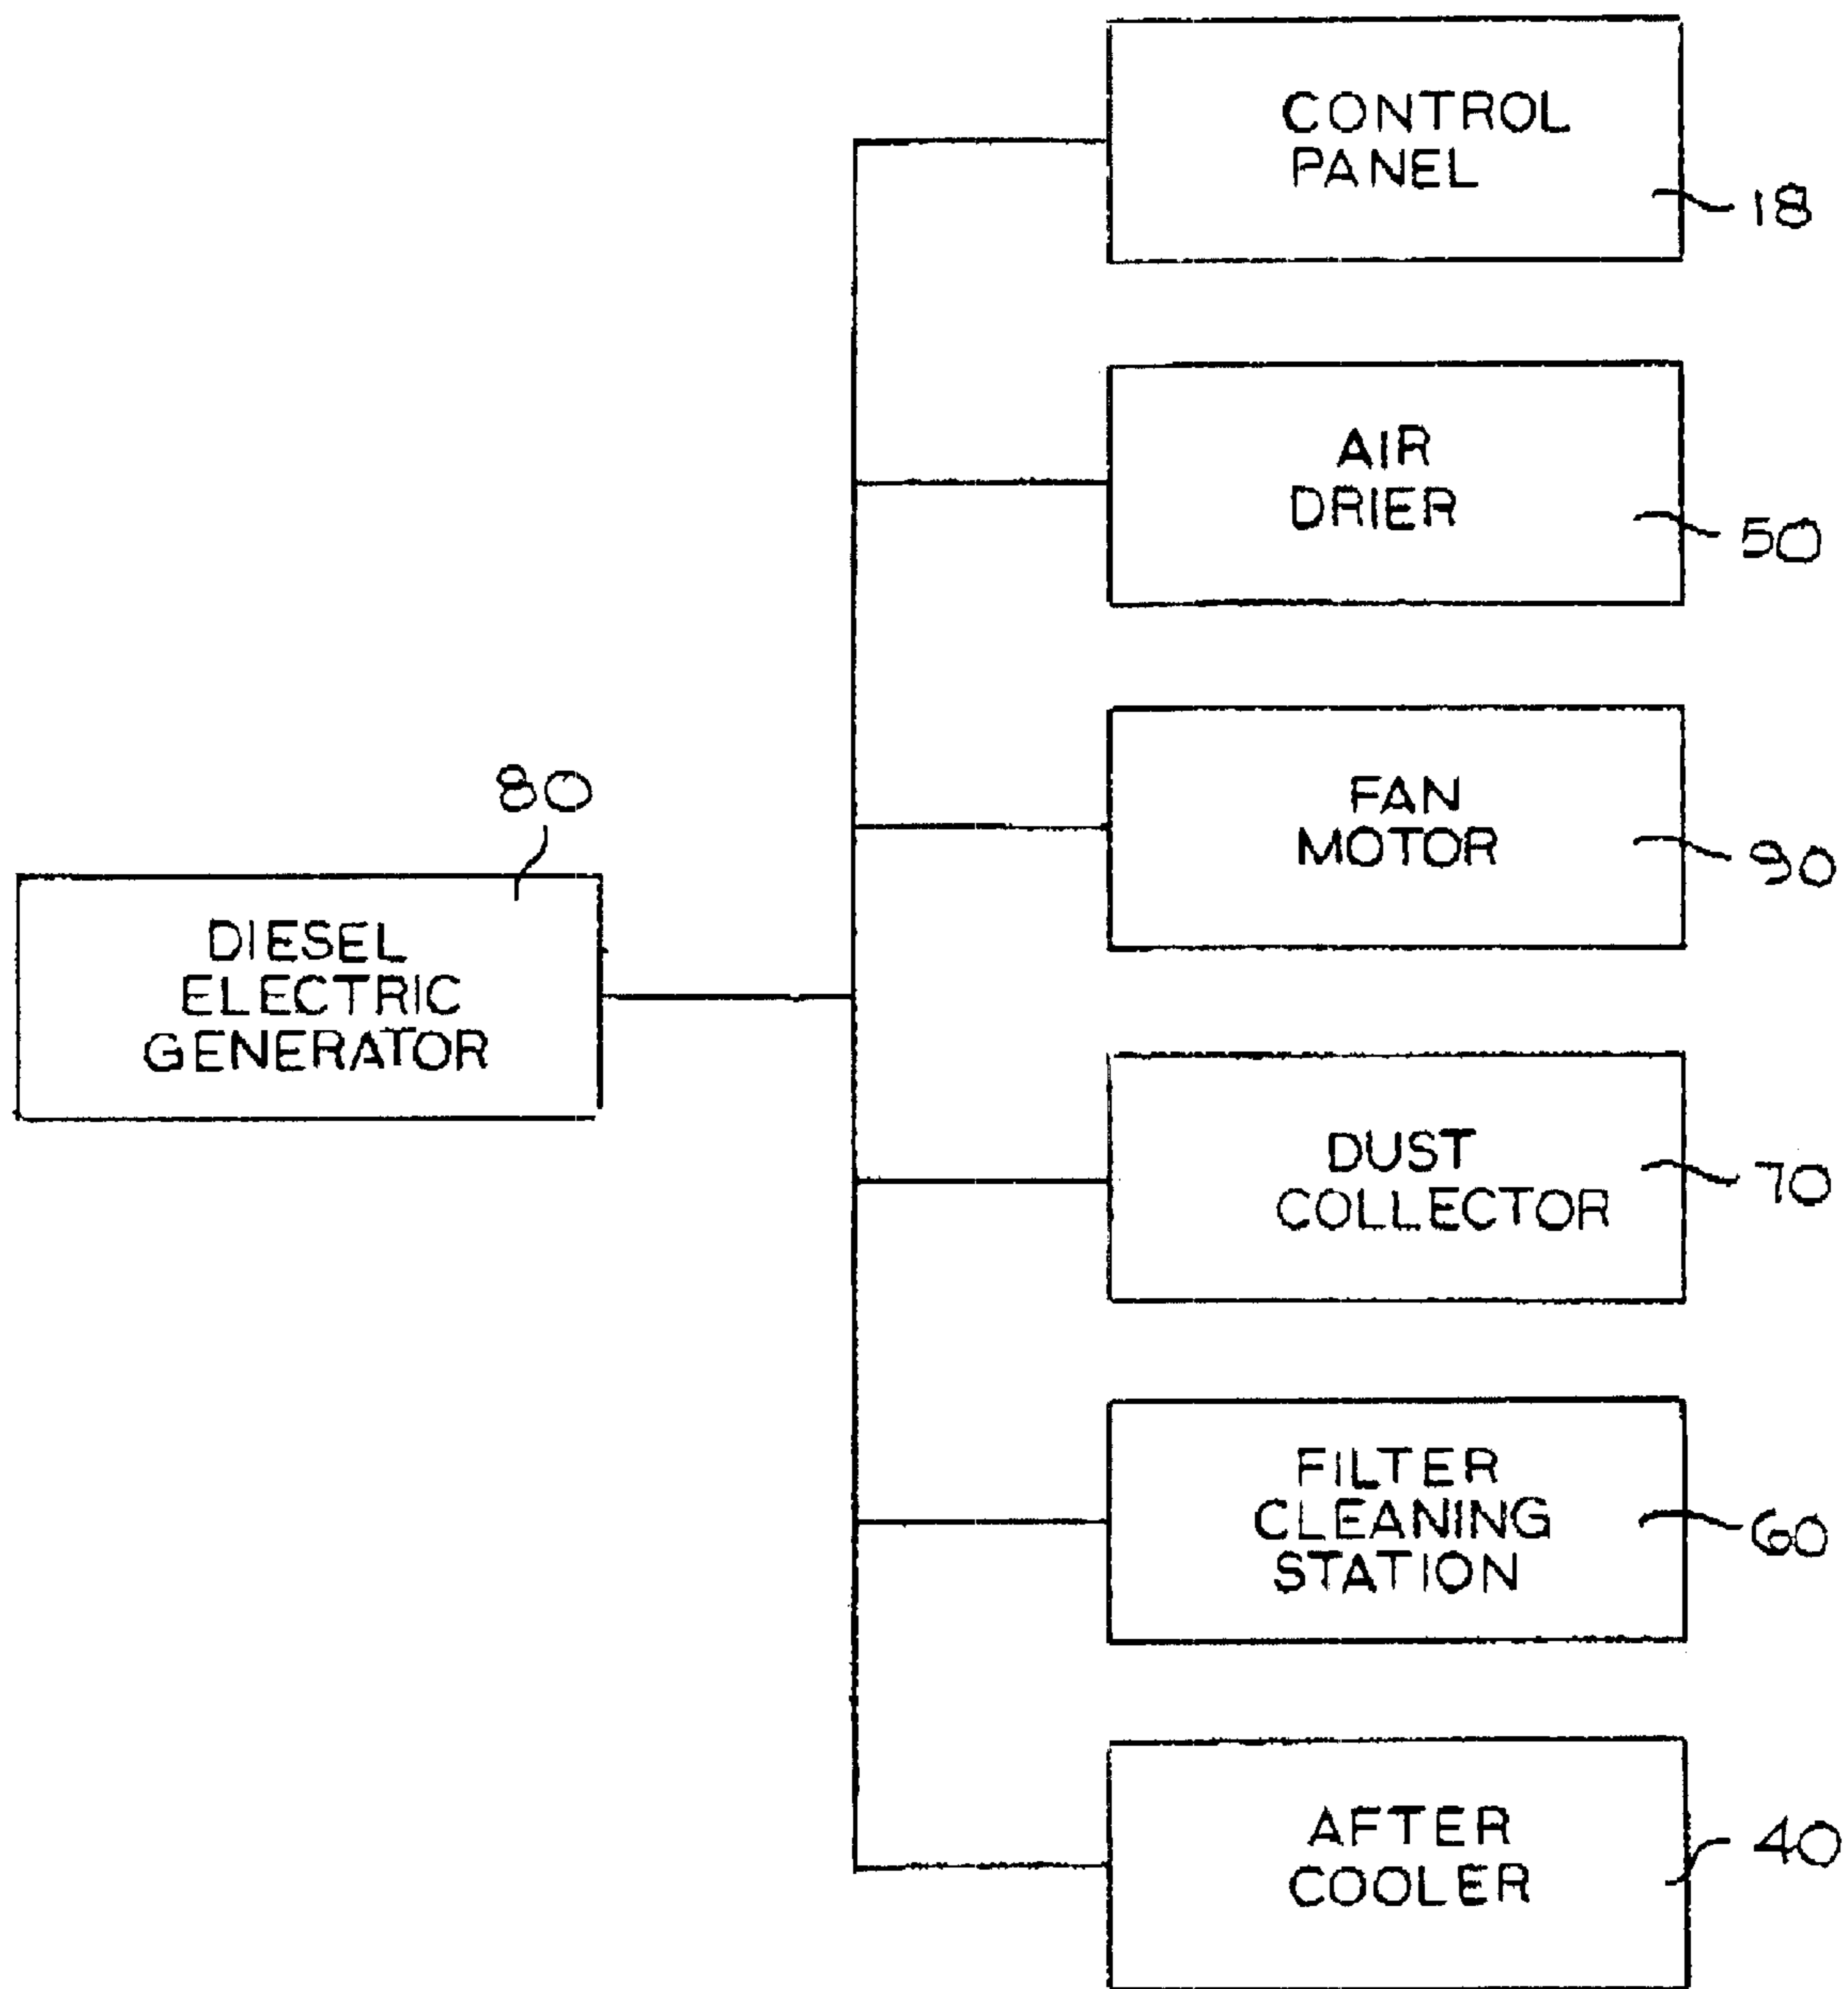 CONTROL
PANEL
18
AIR
DRIER
50
FAN
MOTOR
90
80
DIESEL
ELECTRIC
GENERATOR
DUST
COLLECTOR
70
FILTER
CLEANING
STATION
60
AFTER
COOLER
40